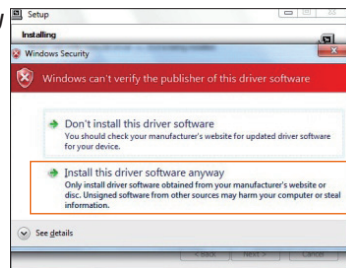 Setup
Installing
Windows Security
Windows can't verify the publisher of this driver software
Don't install this driver software
You should check your manufacturer's website for updated driver software
for your device.
Install this driver software anyway
Only install driver software obtained from your manufacturer's website or
disc. Unsigned software from other sources may harm your computer or steal
information.
See details
< Back Next > Cancel